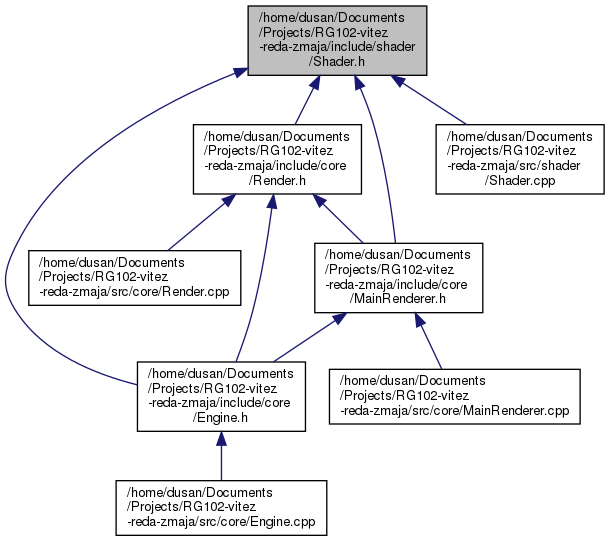 /home/dusan/Documents
/Projects/RG102-vitez
-reda-zmaja/include/shader
/Shader.h
/home/dusan/Documents
/Projects/RG102-vitez
-reda-zmaja/include/core
/Render.h
/home/dusan/Documents
/Projects/RG102-vitez
-reda-zmaja/src/shader
/Shader.cpp
/home/dusan/Documents
/Projects/RG102-vitez
-reda-zmaja/src/core/Render.cpp
/home/dusan/Documents
/Projects/RG102-vitez
-reda-zmaja/include/core
/MainRenderer.h
/home/dusan/Documents
/Projects/RG102-vitez
-reda-zmaja/include/core
/Engine.h
/home/dusan/Documents
/Projects/RG102-vitez
-reda-zmaja/src/core/MainRenderer.cpp
/home/dusan/Documents
/Projects/RG102-vitez
-reda-zmaja/src/core/Engine.cpp